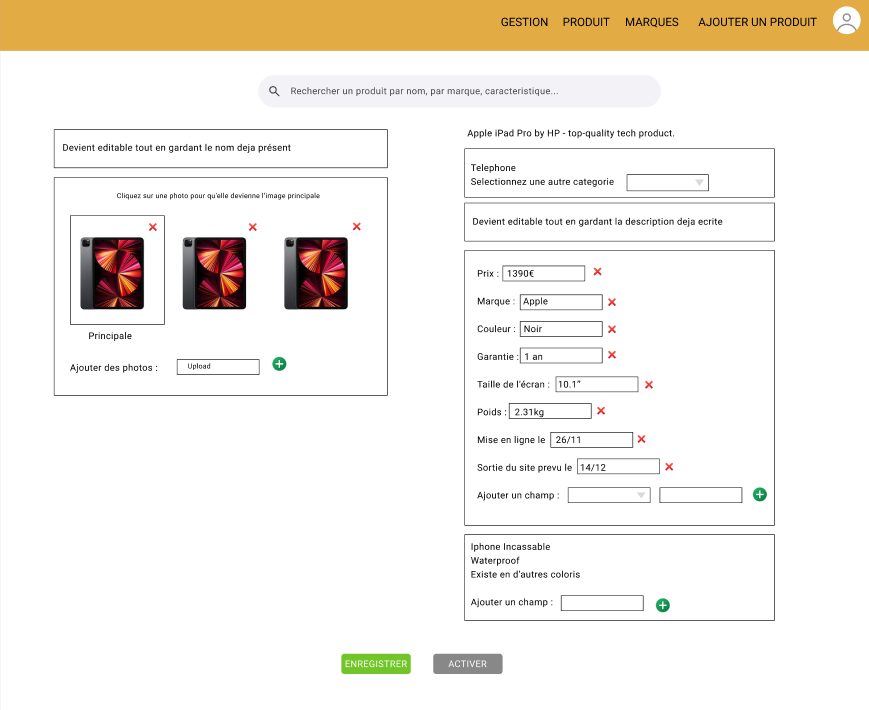 GESTION PRODUIT MARQUES AJOUTER UN PRODUIT
Rechercher un produit par nom, par marque, caracteristique...
Devient editable tout en gardant le nom deja présent
Cliquez sur une photo pour qu'elle devienne l'image principale
Principale
Ajouter des photos : Upload
Apple iPad Pro by HP - top-quality tech product.
Telephone
Selectionnez une autre categorie
Devient editable tout en gardant la description deja ecrite
Prix : 1390€
Marque : Apple
Couleur : Noir
Garantie : 1 an
Taille de l'écran : 10.1"
Poids : 2.31kg
Mise en ligne le 26/11
Sortie du site prevu le 14/12
Ajouter un champ :
Iphone Incassable
Waterproof
Existe en d'autres coloris
Ajouter un champ :
ENREGISTRER ACTIVER